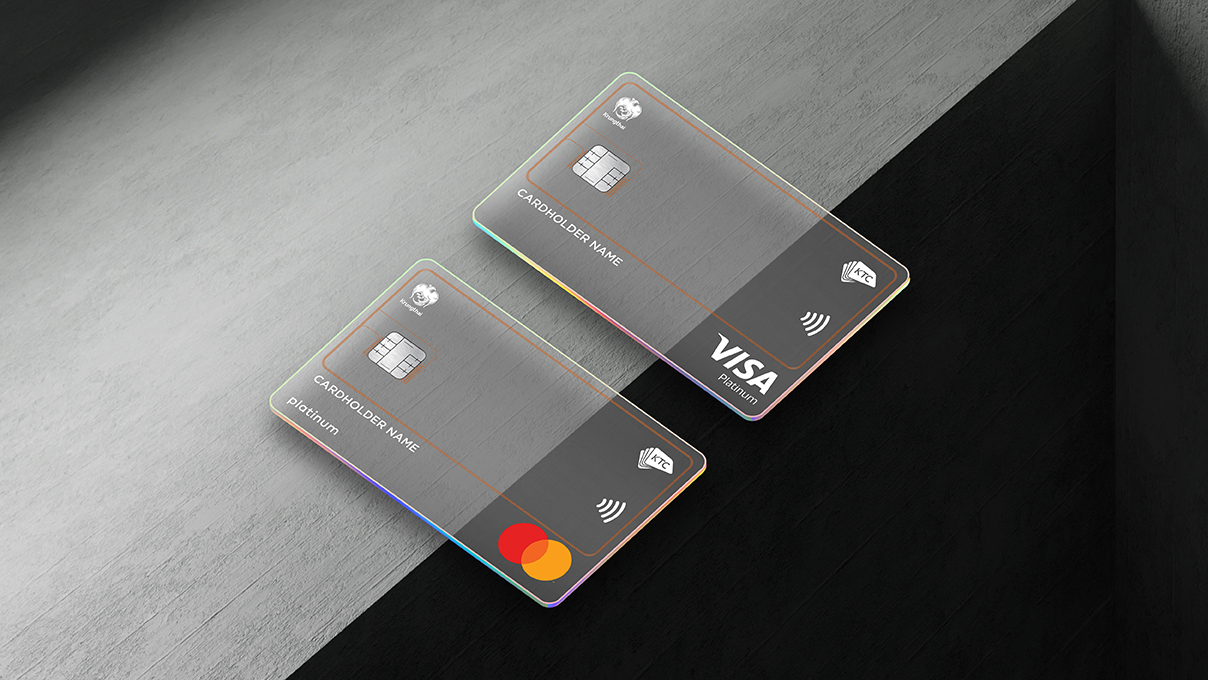 Krungthai
CARDHOLDER NAME
KTC
VISA
Platinum
Krungthai
CARDHOLDER NAME
platinum
KTC